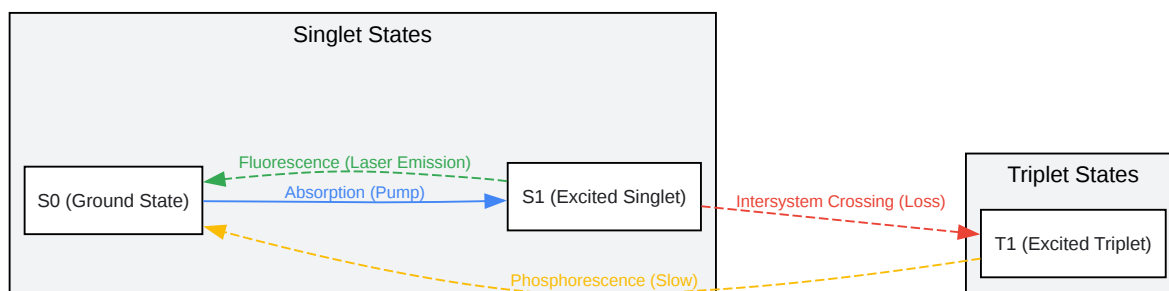 Singlet States
Fluorescence (Laser Emission)
S0 (Ground State)
Absorption (Pump)
S1 (Excited Singlet)
Intersystem Crossing (Loss)
Triplet States
T1 (Excited Triplet)
Phosphorescence (Slow)